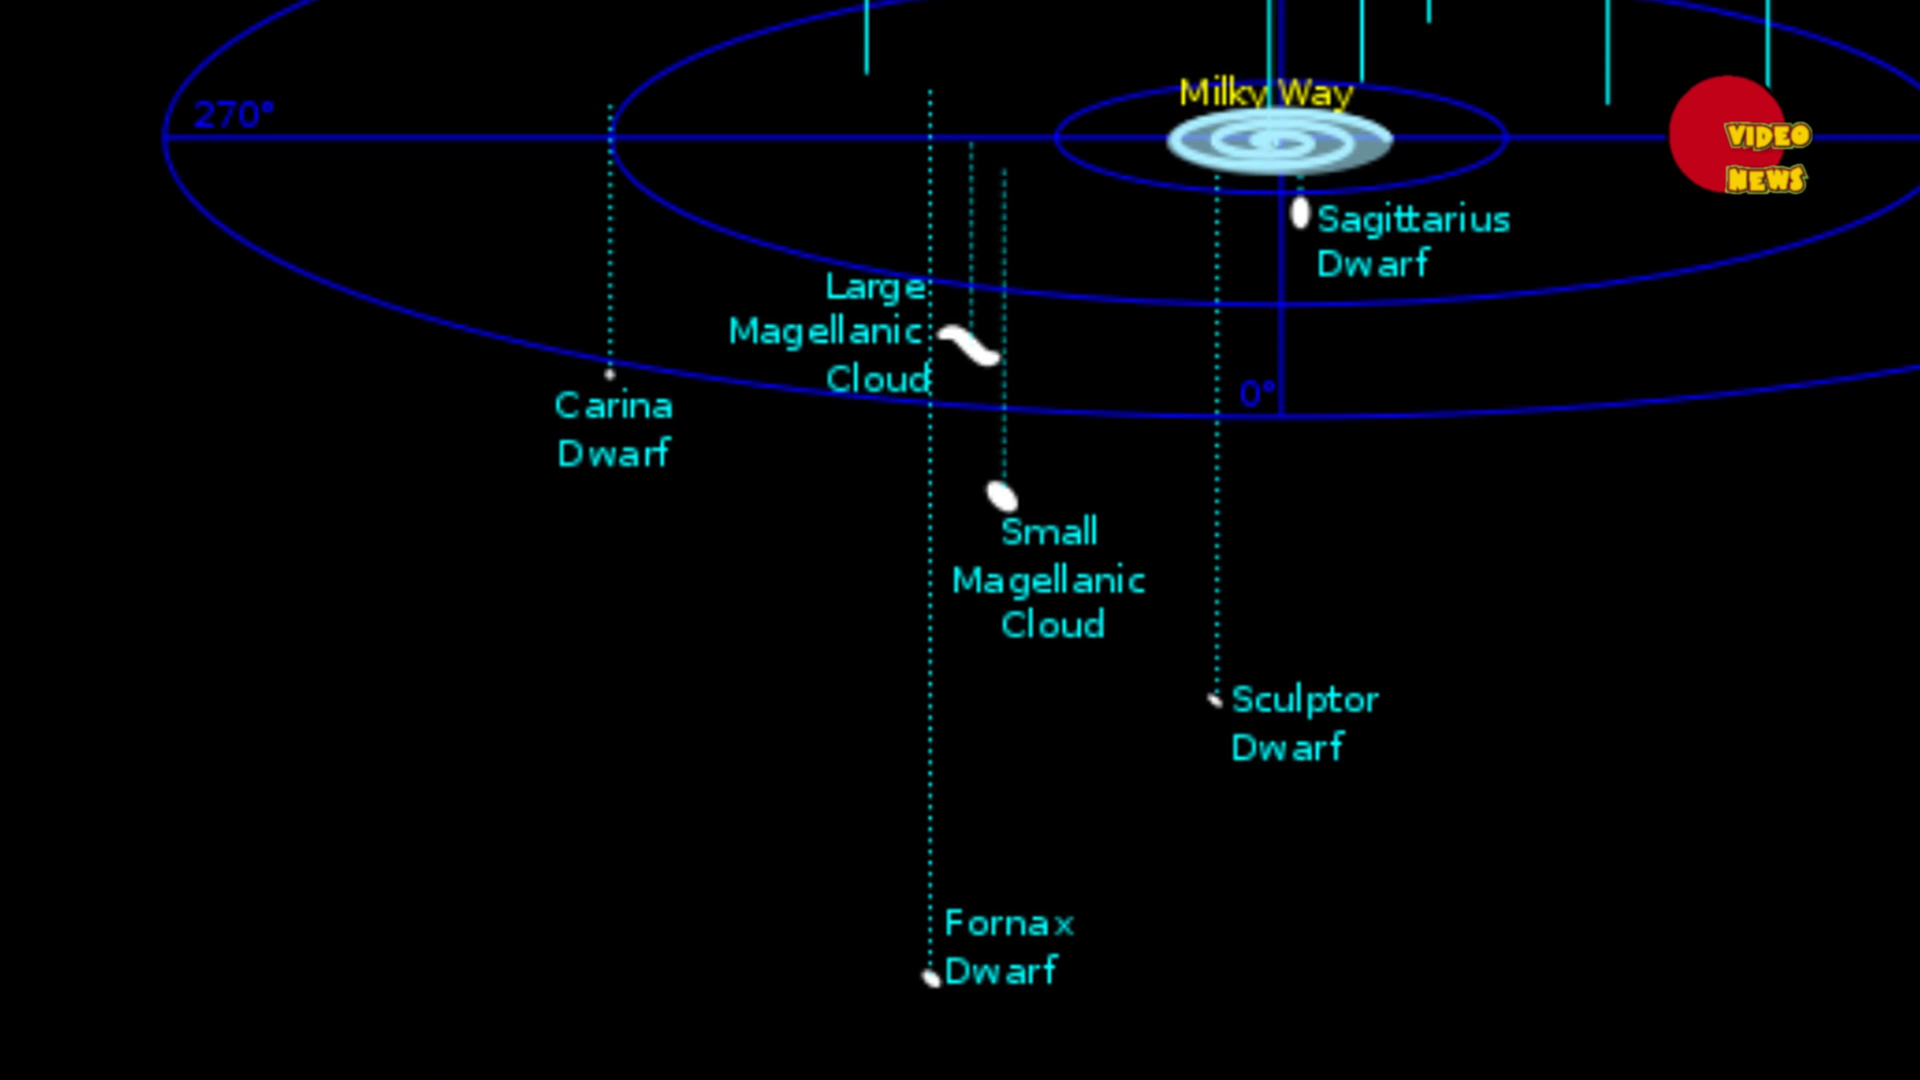 Milky Way
270°
VIDEO
NEWS
Sagittarius
Dwarf
Large
Magellanic
Cloud
0°
Carina
Dwarf
Small
Magellanic
Cloud
Sculptor
Dwarf
Fornax
Dwarf